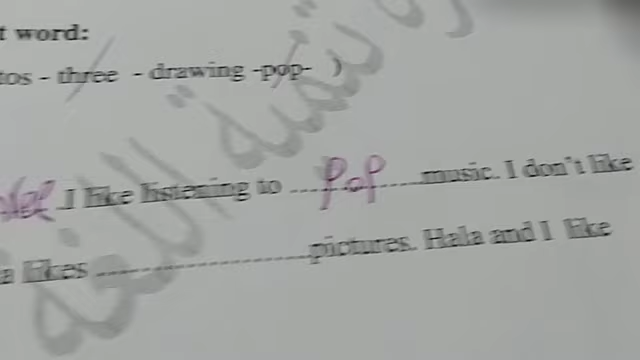 t word:
tos - three - drawing -pop- )
I like listening to ........pop........music. I don't like
a likes ........................pictures. Hala and I like